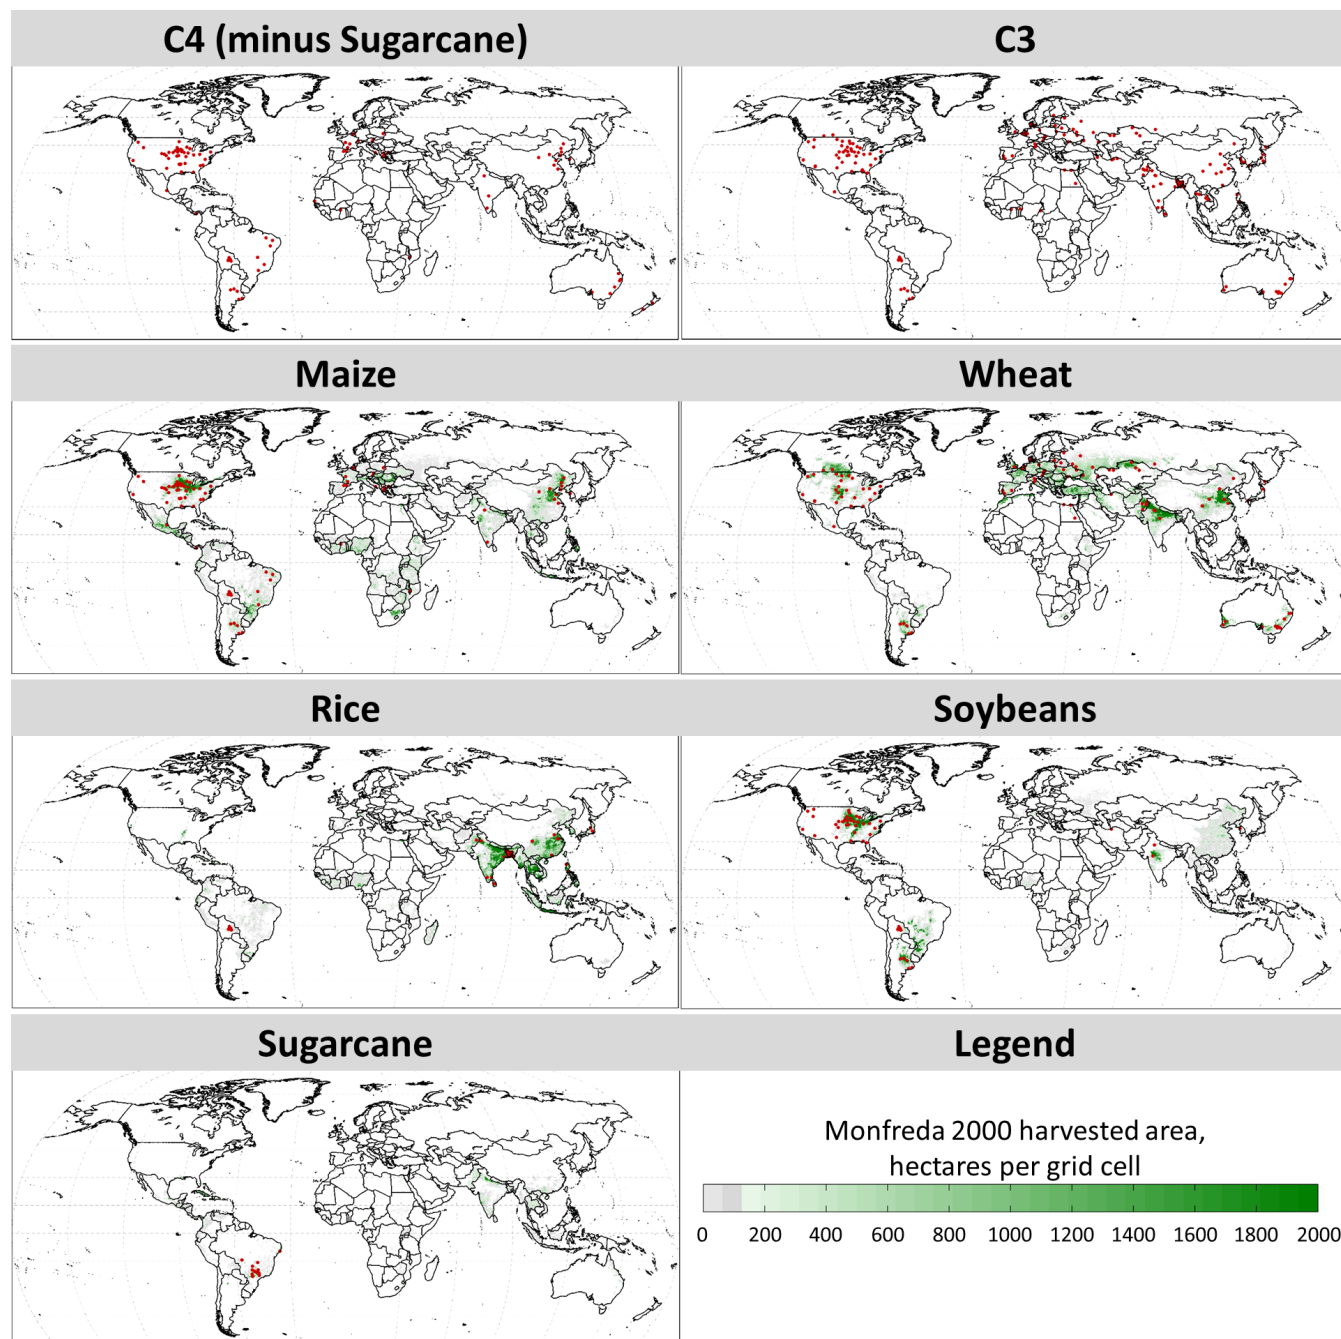 C4 (minus Sugarcane)
C3
Maize
Wheat
Rice
Soybeans
Sugarcane
Legend
Monfreda 2000 harvested area,
hectares per grid cell
0 200 400 600 800 1000 1200 1400 1600 1800 2000